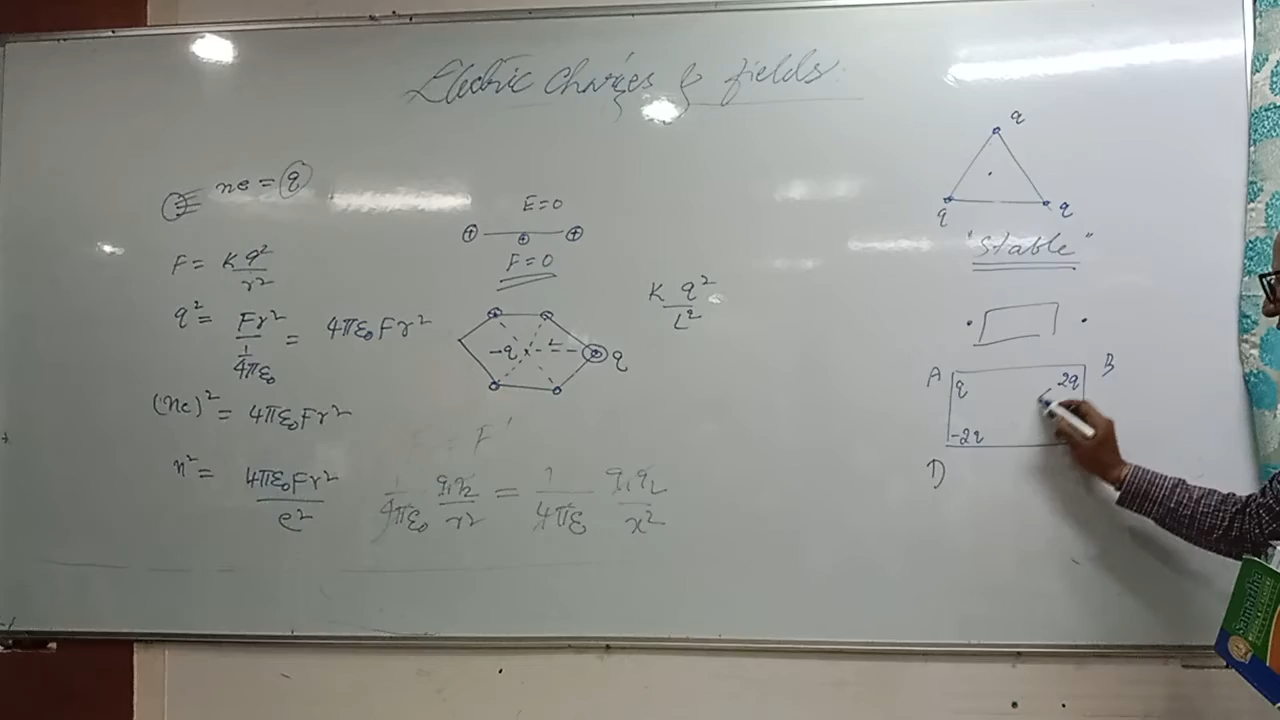 Electric Charges & fields.
ne = q
F = K q²/r²
q² = Fr²/(1/4πε₀) = 4πε₀Fr²
(ne)² = 4πε₀Fr²
n² = 4πε₀Fr²/e²
E=0
+ + +
F=0
-q L q
K q²/L²
F = F'
1/4πε₀ q₁q₂/r² = 1/4πε q₁q₂/x²
q
q q
"Stable"
A B
q 2q
-2q
D
Samantha